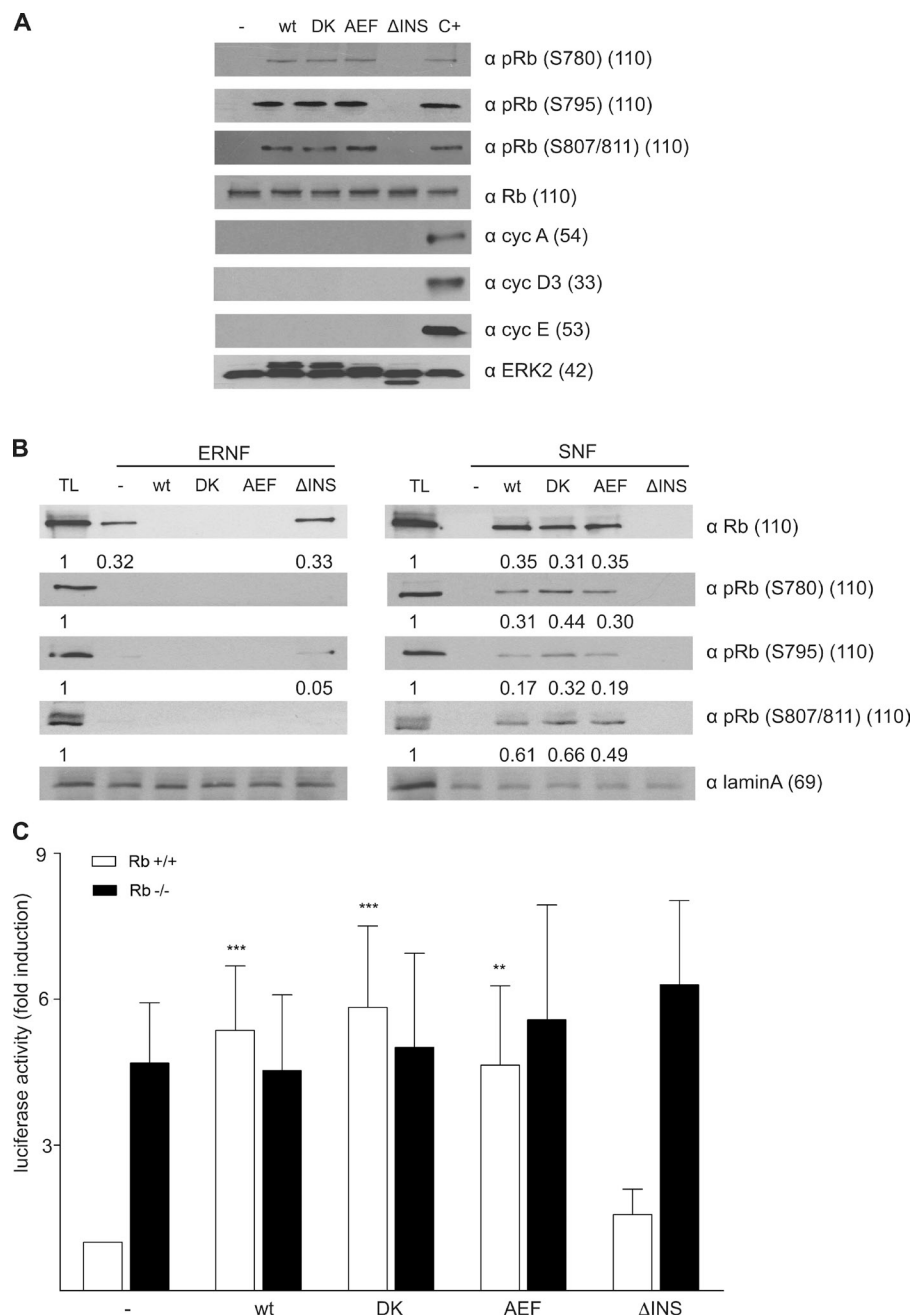 A
- wt DK AEF ΔINS C+
α pRb (S780) (110)
α pRb (S795) (110)
α pRb (S807/811) (110)
α Rb (110)
α cyc A (54)
α cyc D3 (33)
α cyc E (53)
α ERK2 (42)
B
ERNF SNF
TL - wt DK AEF ΔINS TL - wt DK AEF ΔINS
α Rb (110)
1 0.32 0.33 1 0.35 0.31 0.35
α pRb (S780) (110)
1 1 0.31 0.44 0.30
α pRb (S795) (110)
1 0.05 1 0.17 0.32 0.19
α pRb (S807/811) (110)
1 1 0.61 0.66 0.49
α laminA (69)
C
9
Rb +/+
Rb -/-
*** *** **
6
3
luciferase activity (fold induction)
- wt DK AEF ΔINS